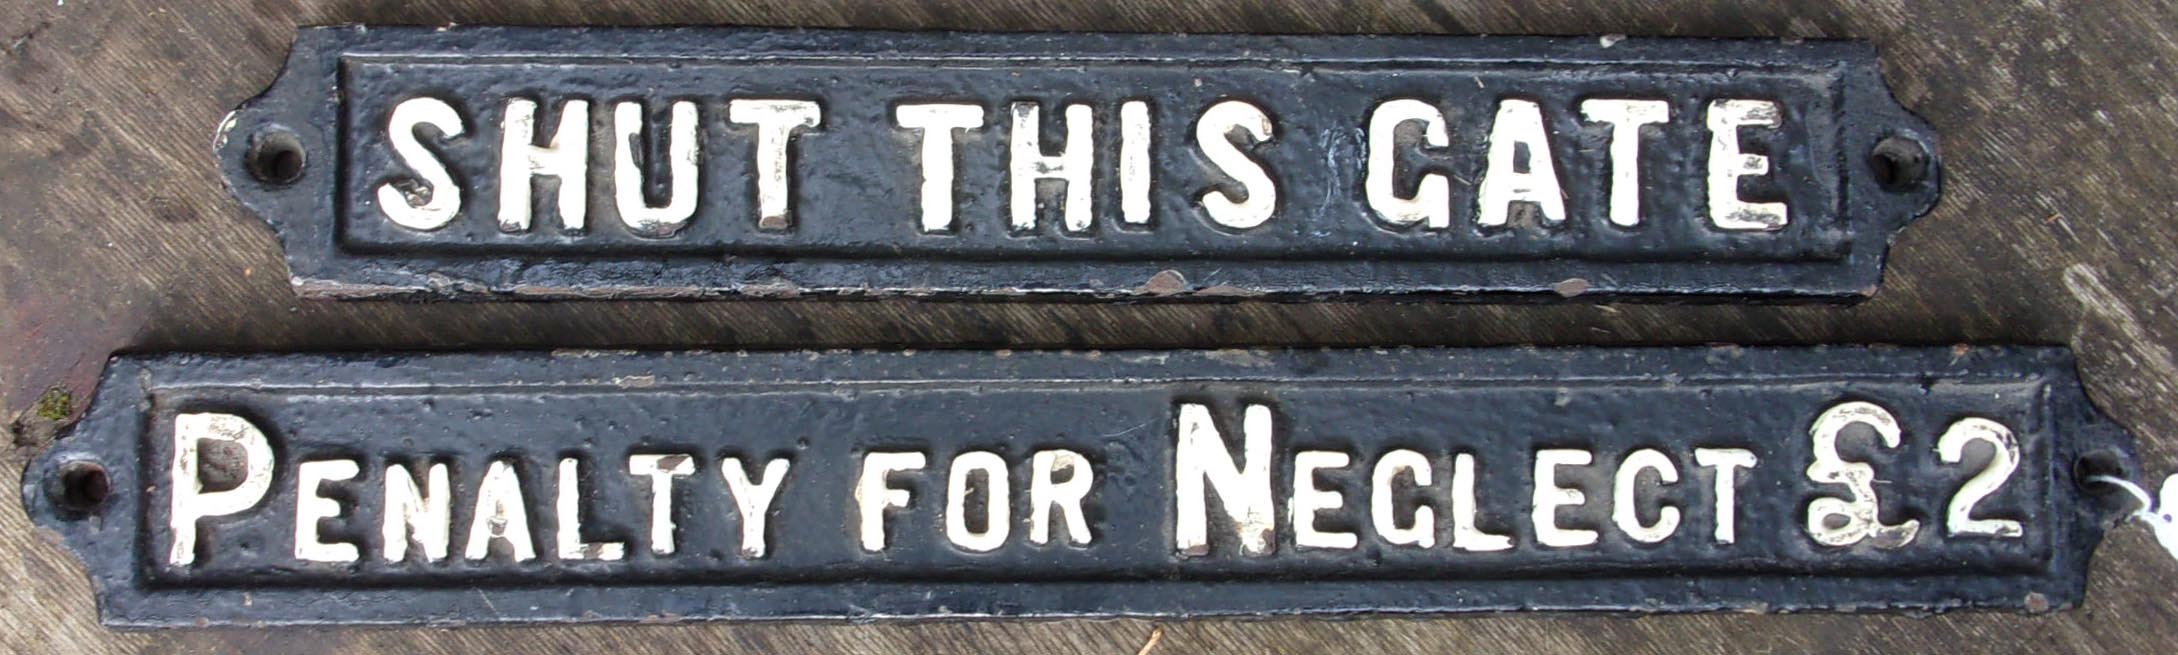 SHUT THIS GATE
PENALTY FOR NEGLECT £2